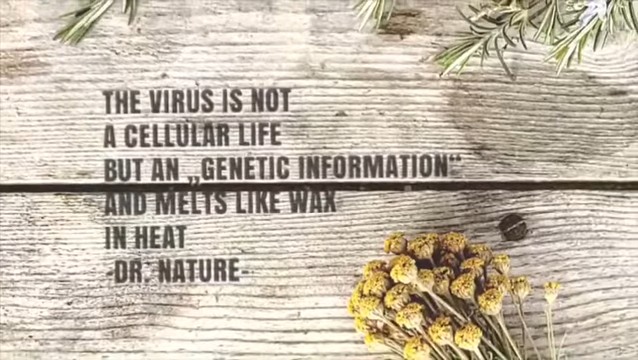 THE VIRUS IS NOT
A CELLULAR LIFE
BUT AN „GENETIC INFORMATION“
AND MELTS LIKE WAX
IN HEAT
-DR. NATURE-